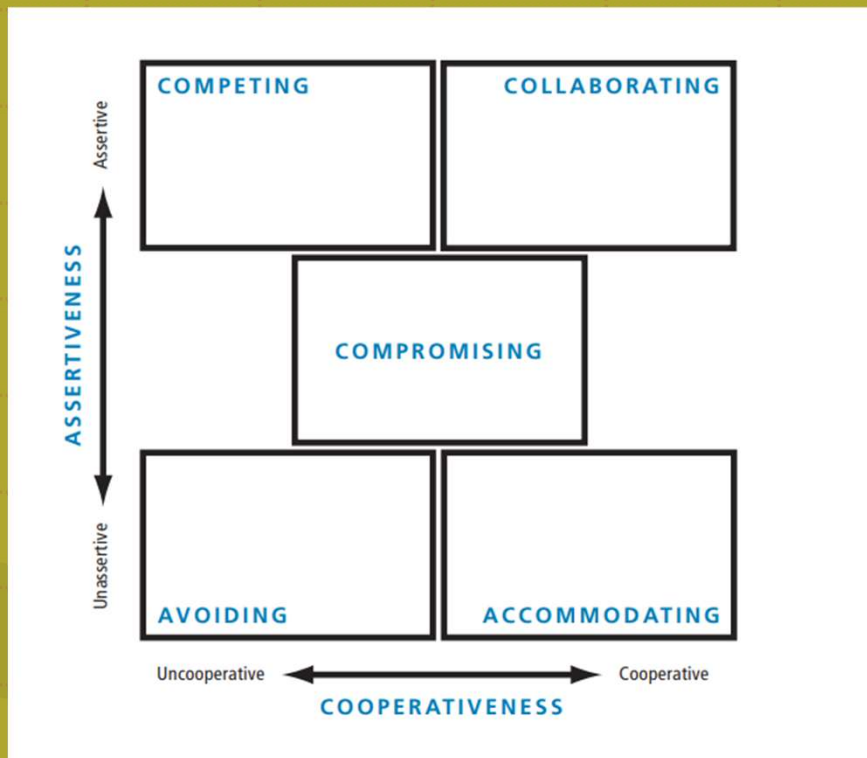 COMPETING
COLLABORATING
Assertive
ASSERTIVENESS
COMPROMISING
Unassertive
AVOIDING
ACCOMMODATING
Uncooperative
Cooperative
COOPERATIVENESS